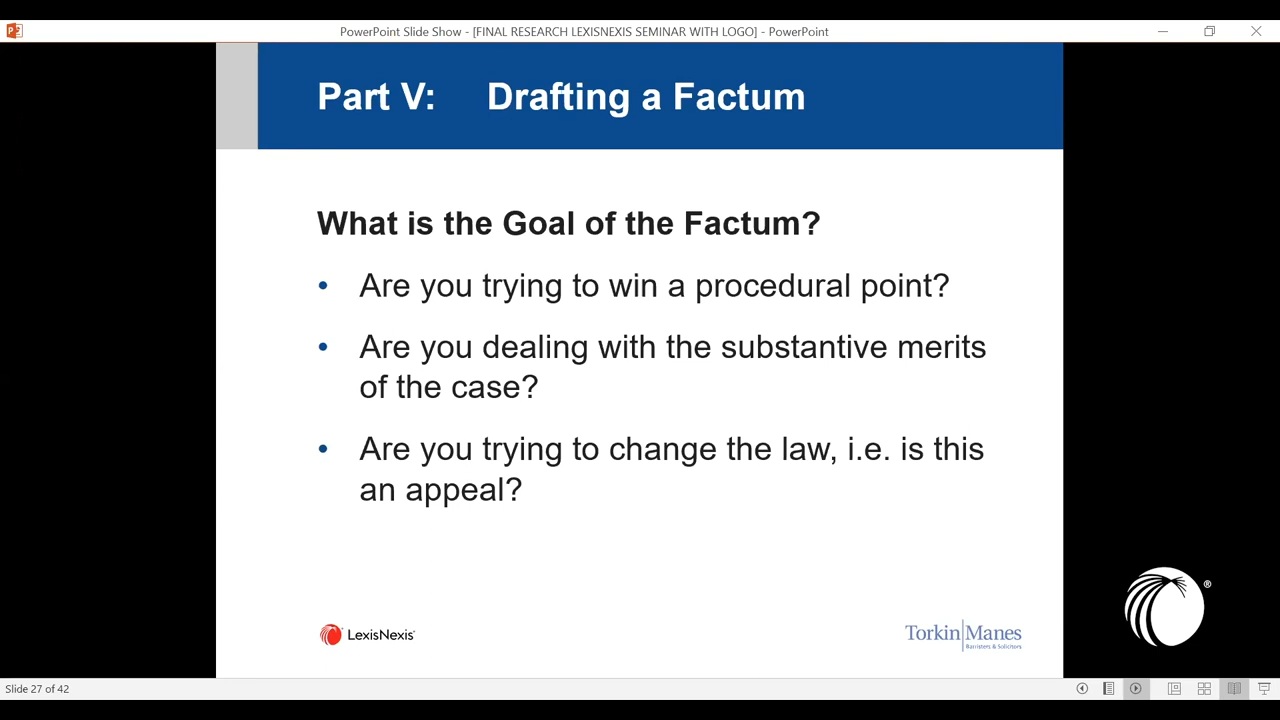 PowerPoint Slide Show - [FINAL RESEARCH LEXISNEXIS SEMINAR WITH LOGO] - PowerPoint
Part V: Drafting a Factum
What is the Goal of the Factum?
• Are you trying to win a procedural point?
• Are you dealing with the substantive merits
of the case?
• Are you trying to change the law, i.e. is this
an appeal?
®
LexisNexis®
Torkin|Manes
Barristers & Solicitors
Slide 27 of 42